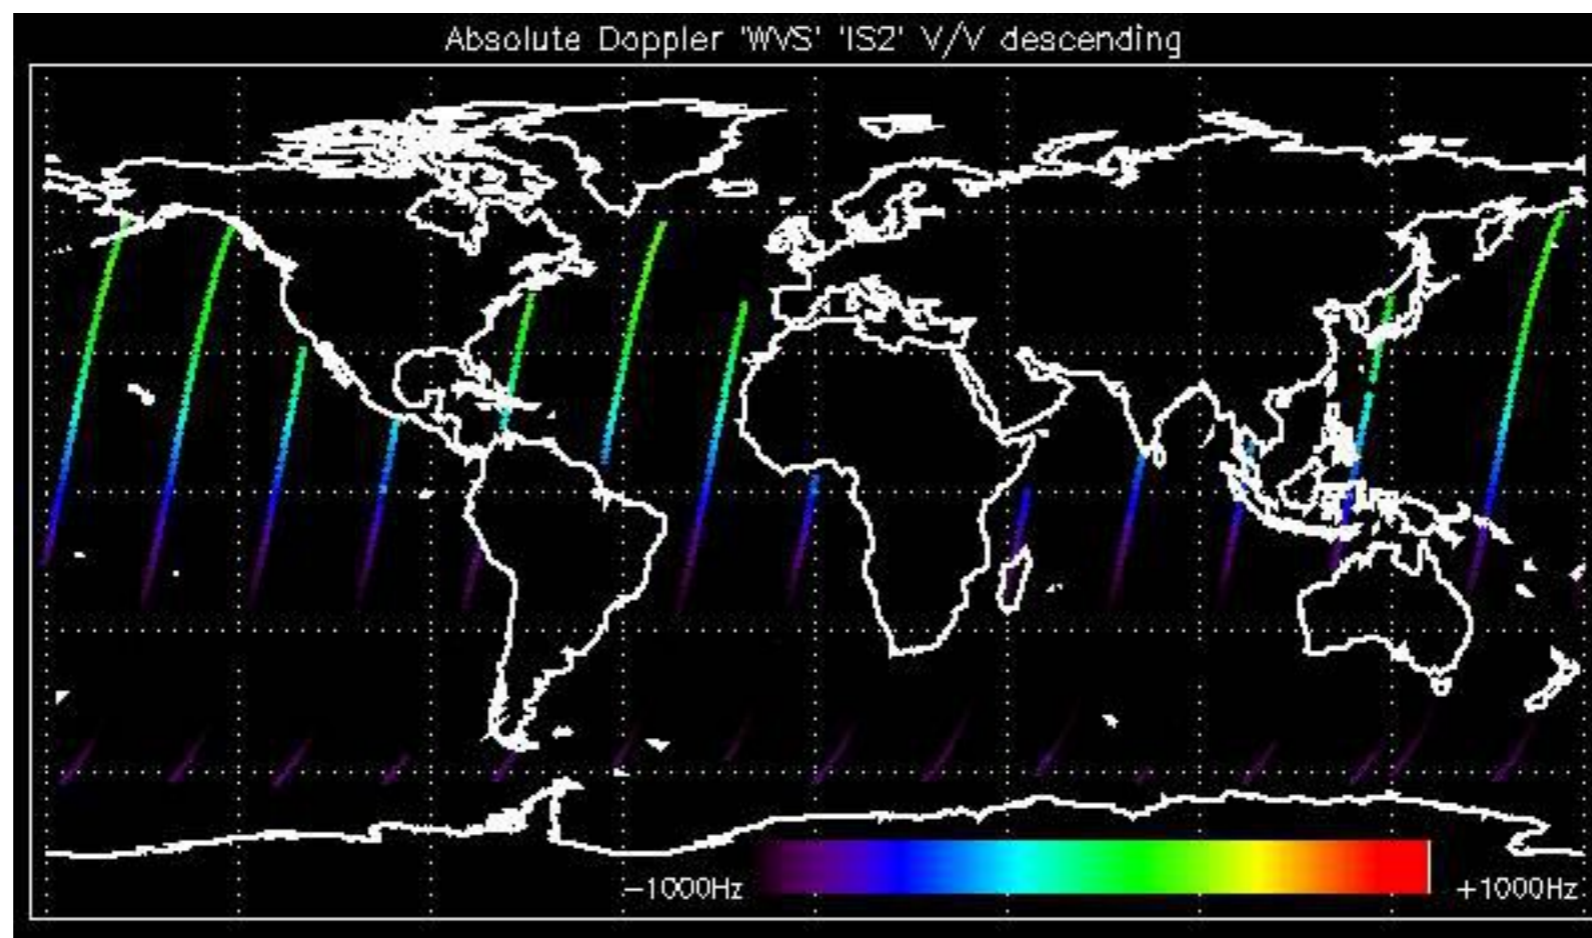 Absolute Doppler 'WVS' 'IS2' V/V descending
-1000Hz
+1000Hz